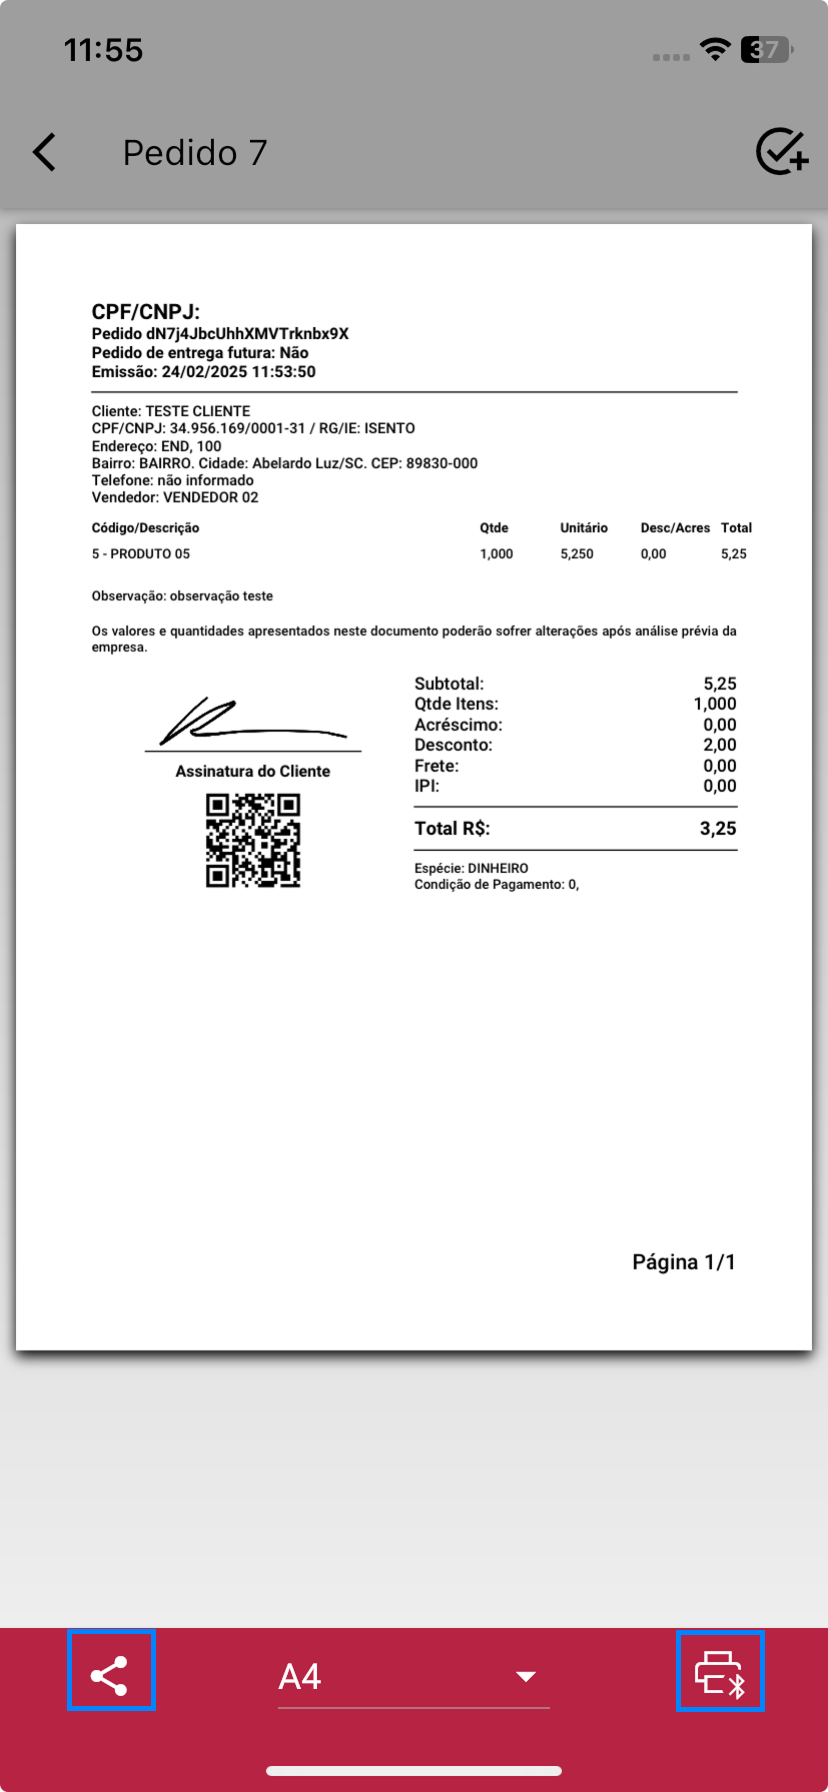 11:55
37
Pedido 7
CPF/CNPJ:
Pedido dN7j4JbcUhhXMVTrknbx9X
Pedido de entrega futura: Não
Emissão: 24/02/2025 11:53:50
Cliente: TESTE CLIENTE
CPF/CNPJ: 34.956.169/0001-31 / RG/IE: ISENTO
Endereço: END, 100
Bairro: BAIRRO. Cidade: Abelardo Luz/SC. CEP: 89830-000
Telefone: não informado
Vendedor: VENDEDOR 02
Código/Descrição Qtde Unitário Desc/Acres Total
5 - PRODUTO 05 1,000 5,250 0,00 5,25
Observação: observação teste
Os valores e quantidades apresentados neste documento poderão sofrer alterações após análise prévia da
empresa.
Subtotal: 5,25
Qtde Itens: 1,000
Acréscimo: 0,00
Desconto: 2,00
Frete: 0,00
IPI: 0,00
Assinatura do Cliente
Total R$: 3,25
Espécie: DINHEIRO
Condição de Pagamento: 0,
Página 1/1
A4